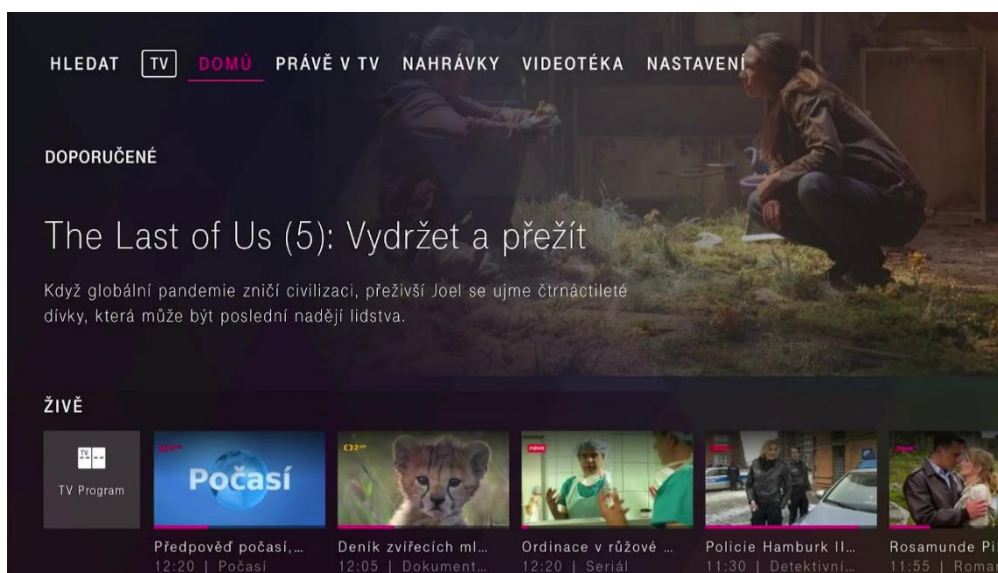 HLEDAT TV DOMŮ PRÁVĚ V TV NAHRÁVKY VIDEOTÉKA NASTAVENÍ
DOPORUČENÉ
The Last of Us (5): Vydržet a přežít
Když globální pandemie zničí civilizaci, přeživší Joel se ujme čtrnáctileté
dívky, která může být poslední nadějí lidstva.
ŽIVĚ
TV
TV Program
Počasí
nova
Předpověď počasí,...
12:20 | Počasí
Deník zvířecích ml...
12:05 | Dokument...
Ordinace v růžové ...
12:20 | Seriál
Policie Hamburk II...
11:30 | Detektivní...
Rosamunde Pil
11:55 | Roma